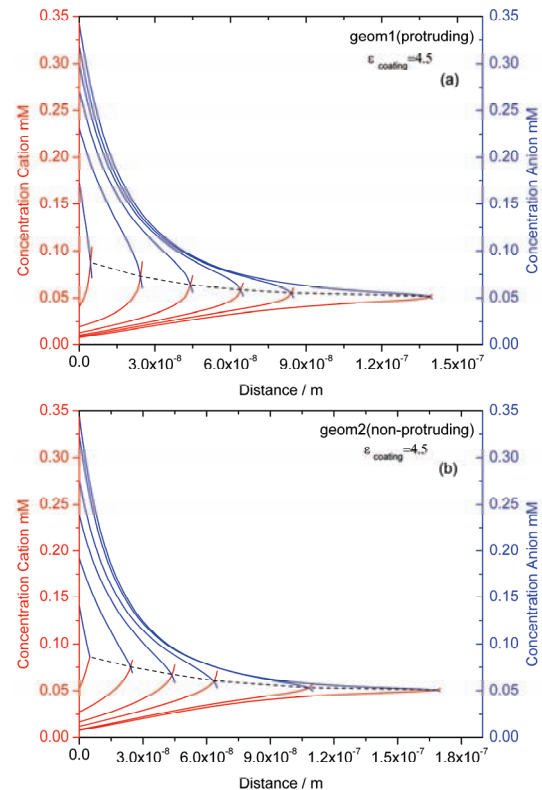 geom1(protruding)
ε coating=4.5
(a)
Concentration Cation mM
Concentration Anion mM
0.35
0.30
0.25
0.20
0.15
0.10
0.05
0.00
0.35
0.30
0.25
0.20
0.15
0.10
0.05
0.00
0.0 3.0x10-8 6.0x10-8 9.0x10-8 1.2x10-7 1.5x10-7
Distance / m
geom2(non-protruding)
ε coating=4.5
(b)
Concentration Cation mM
Concentration Anion mM
0.35
0.30
0.25
0.20
0.15
0.10
0.05
0.00
0.35
0.30
0.25
0.20
0.15
0.10
0.05
0.00
0.0 3.0x10-8 6.0x10-8 9.0x10-8 1.2x10-7 1.5x10-7 1.8x10-7
Distance / m